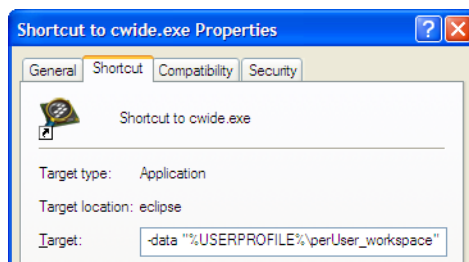 Shortcut to cwide.exe Properties
General Shortcut Compatibility Security
Shortcut to cwide.exe
Target type: Application
Target location: eclipse
Target: -data "%USERPROFILE%\perUser_workspace"